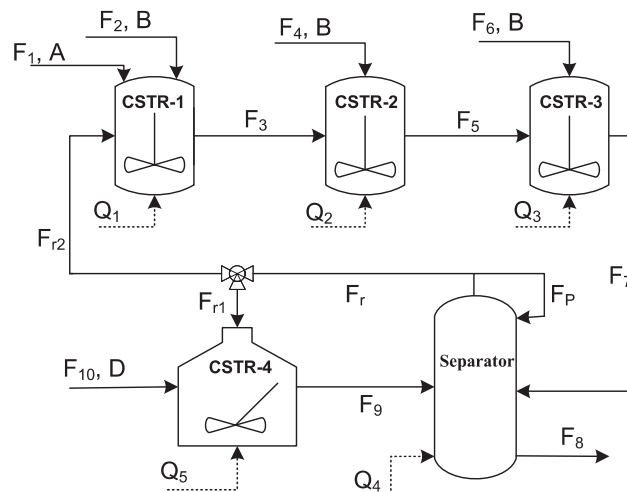 F2, B
F1, A
F4, B
F6, B
CSTR-1
CSTR-2
CSTR-3
F3
F5
Q1
Q2
Q3
Fr2
Fr1
Fr
FP
F7
F10, D
CSTR-4
Separator
F9
F8
Q5
Q4